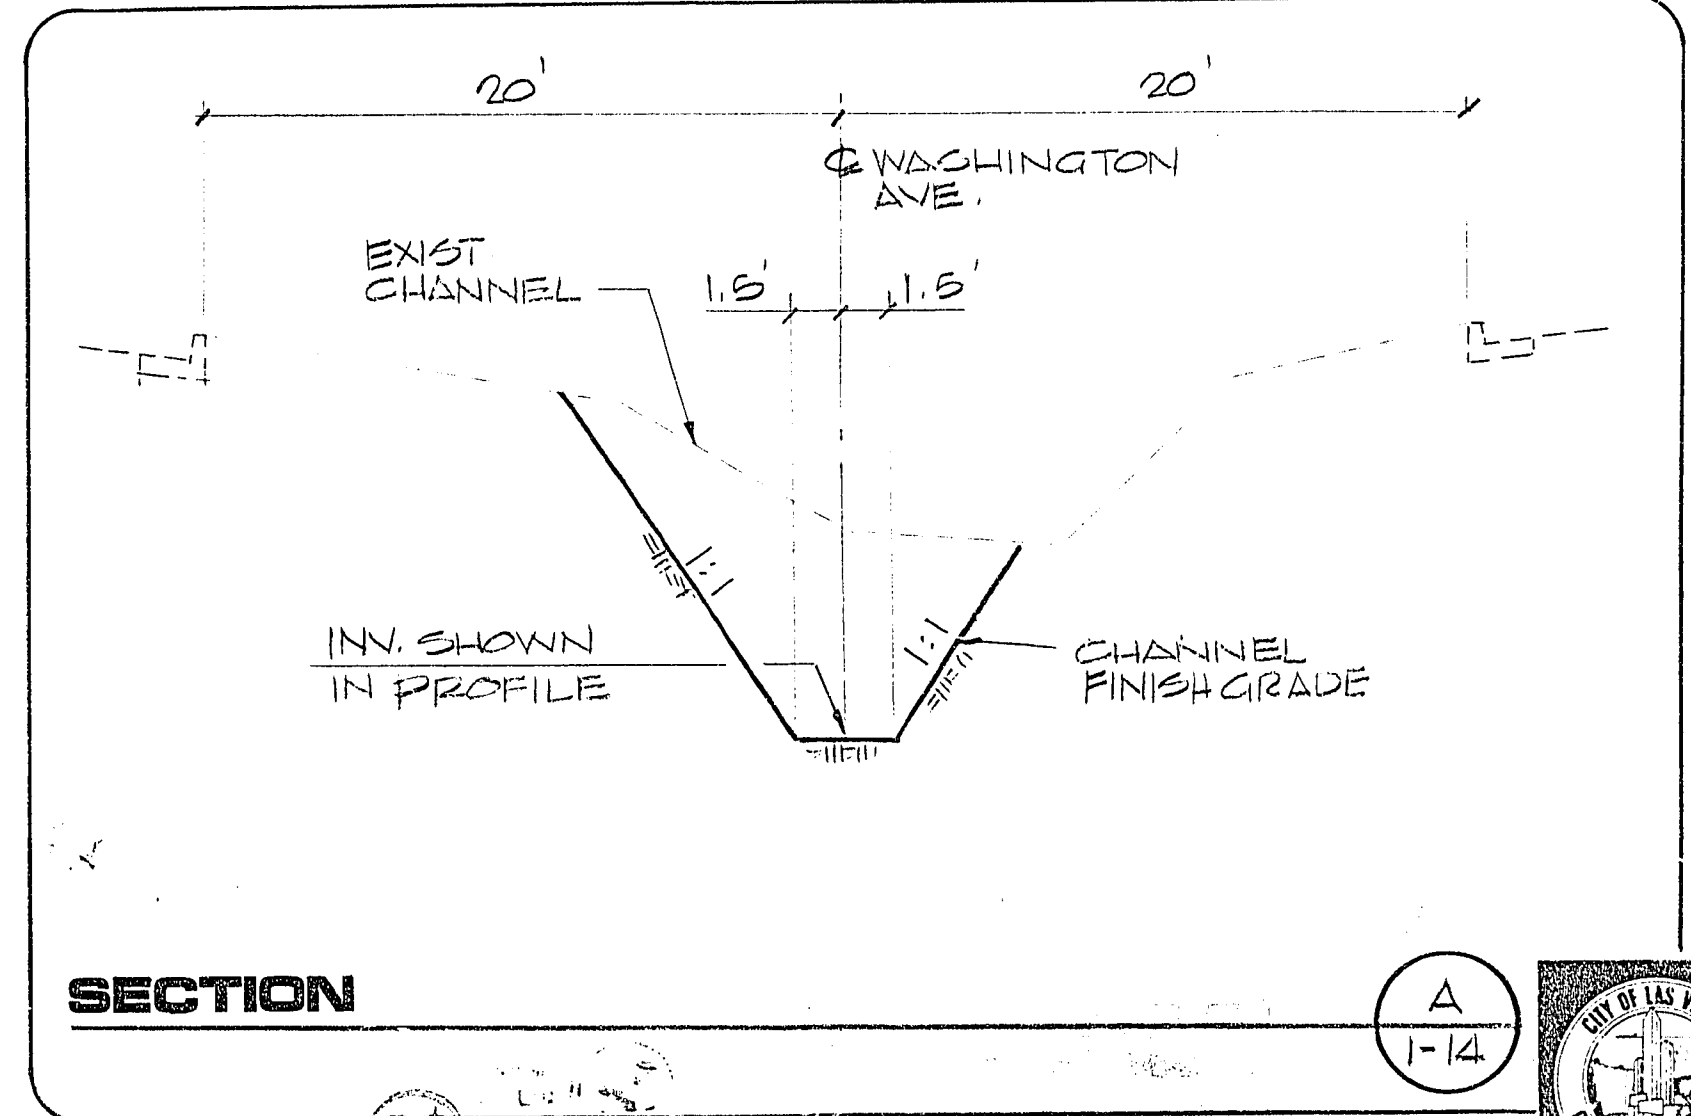 20'
20'
℄ WASHINGTON
AVE.
EXIST
CHANNEL
1.5'
1.5'
1:1
1:1
INV. SHOWN
IN PROFILE
CHANNEL
FINISH GRADE
SECTION
A
1-14
CITY OF LAS